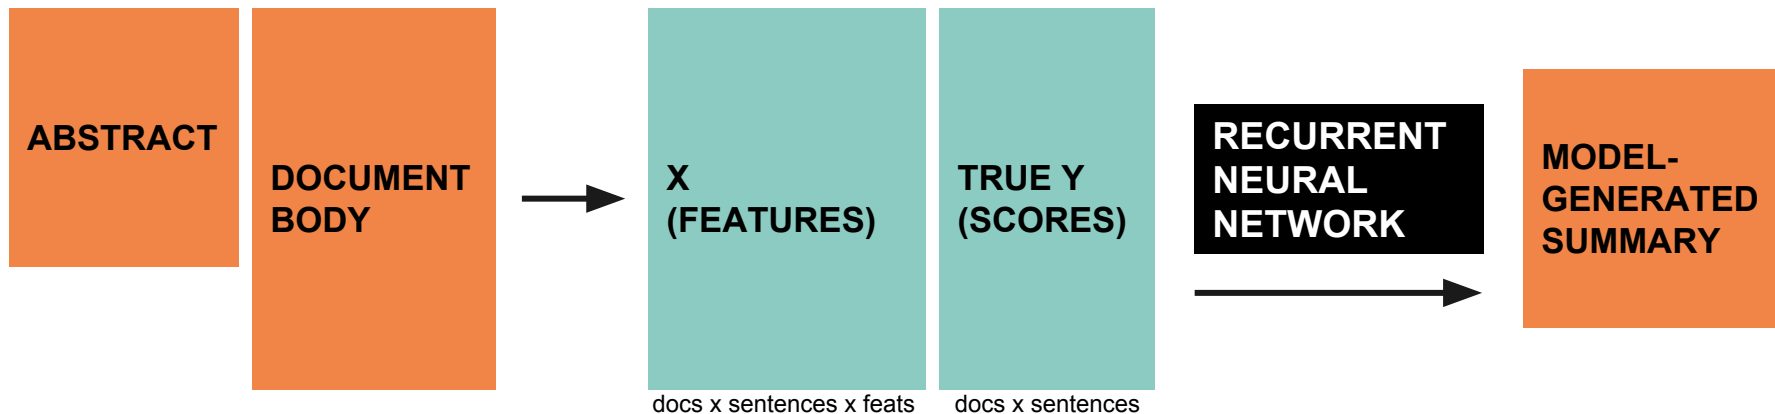 ABSTRACT
DOCUMENT
BODY
X
(FEATURES)
TRUE Y
(SCORES)
RECURRENT
NEURAL
NETWORK
MODEL-
GENERATED
SUMMARY
docs x sentences x feats
docs x sentences